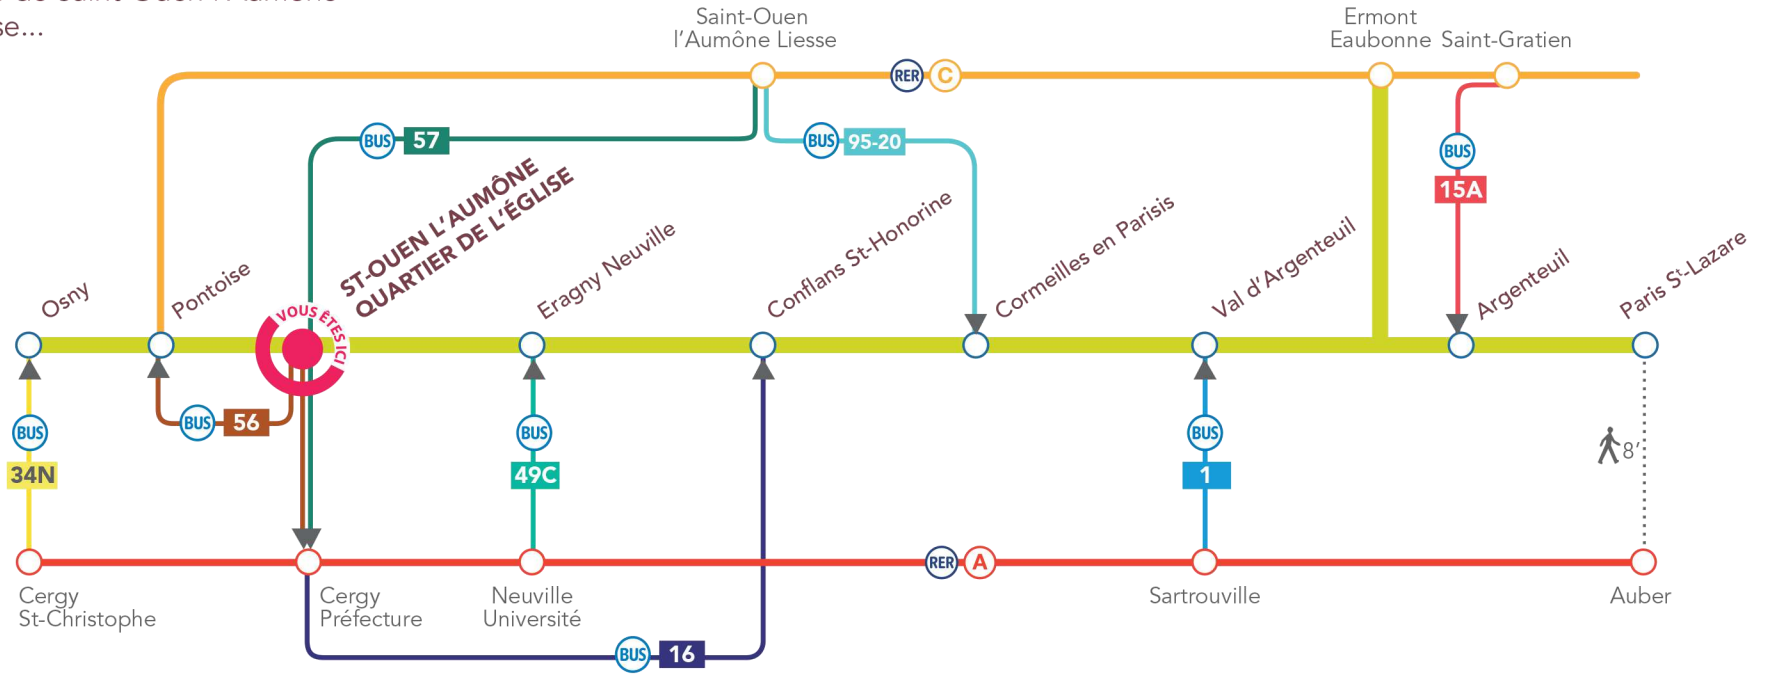 se...
Saint-Ouen
l’Aumône Liesse
Ermont
Eaubonne
Saint-Gratien
RER
C
BUS
57
BUS
95-20
BUS
15A
Osny
Pontoise
ST-OUEN L’AUMÔNE
QUARTIER DE L’ÉGLISE
Eragny Neuville
Conflans St-Honorine
Cormeilles en Parisis
Val d’Argenteuil
Argenteuil
Paris St-Lazare
VOUS ÊTES ICI
BUS
34N
BUS
56
BUS
49C
BUS
1
8’
RER
A
Cergy
St-Christophe
Cergy
Préfecture
Neuville
Université
Sartrouville
Auber
BUS
16